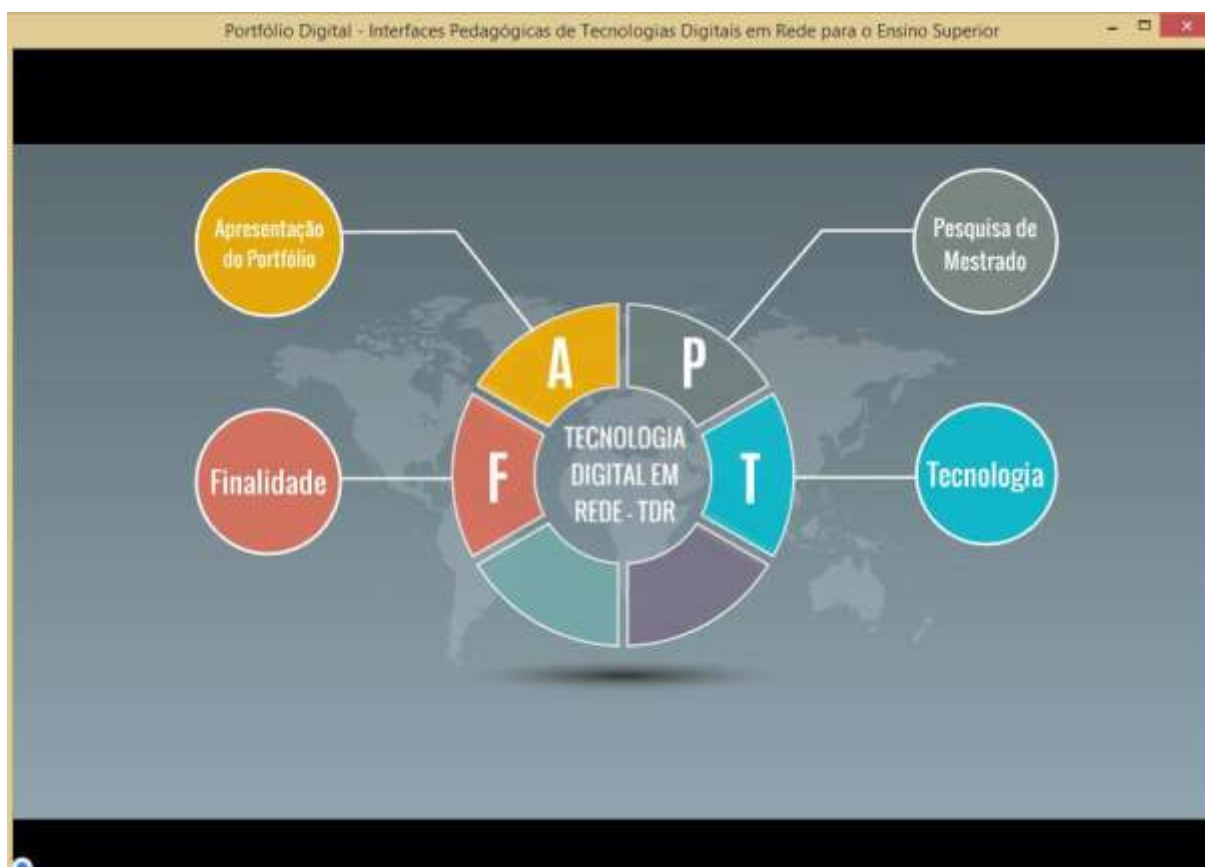 Portfólio Digital - Interfaces Pedagógicas de Tecnologias Digitais em Rede para o Ensino Superior
Apresentação
do Portfólio
Pesquisa de
Mestrado
A
P
F
T
TECNOLOGIA
DIGITAL EM
REDE - TDR
Finalidade
Tecnologia